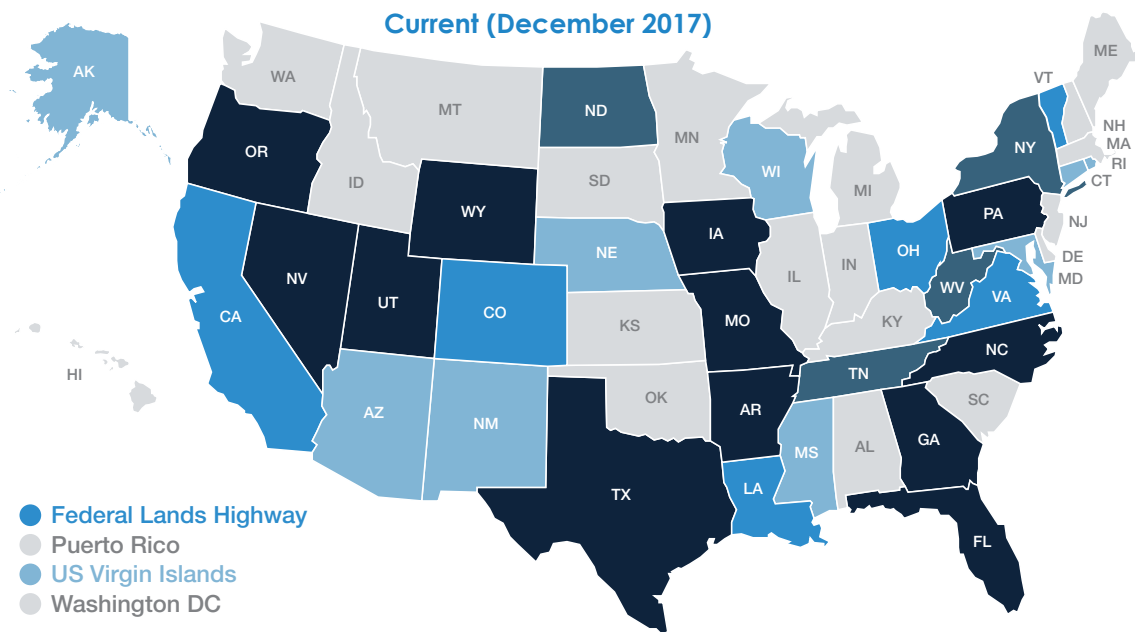 Current (December 2017)
AK
WA
MT
ND
MN
ME
VT
NH
MA
RI
CT
NY
OR
ID
SD
WI
MI
WY
IA
PA
NJ
NE
IL
IN
OH
DE
MD
NV
UT
CO
KS
MO
KY
WV
VA
CA
HI
AZ
NM
OK
AR
TN
NC
SC
MS
AL
GA
TX
LA
FL
Federal Lands Highway
Puerto Rico
US Virgin Islands
Washington DC